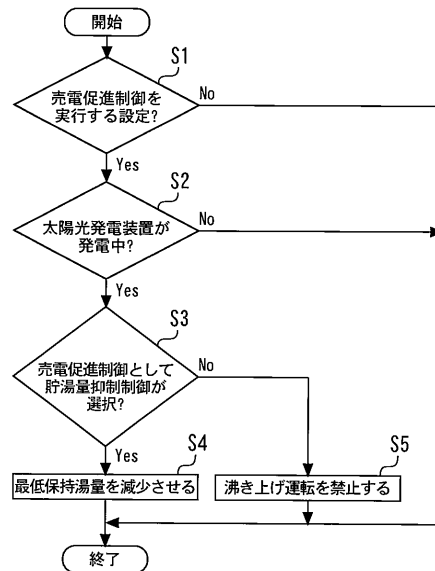 開始
S1
売電促進制御を
実行する設定?
No
Yes
S2
太陽光発電装置が
発電中?
No
Yes
S3
売電促進制御として
貯湯量抑制制御が
選択?
No
Yes
S4
最低保持湯量を減少させる
S5
沸き上げ運転を禁止する
終了